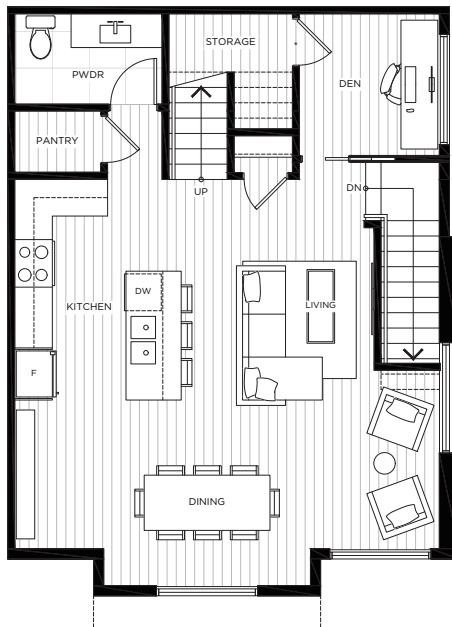 STORAGE
PWDR
DEN
PANTRY
UP
DN
DW
KITCHEN
LIVING
F
DINING